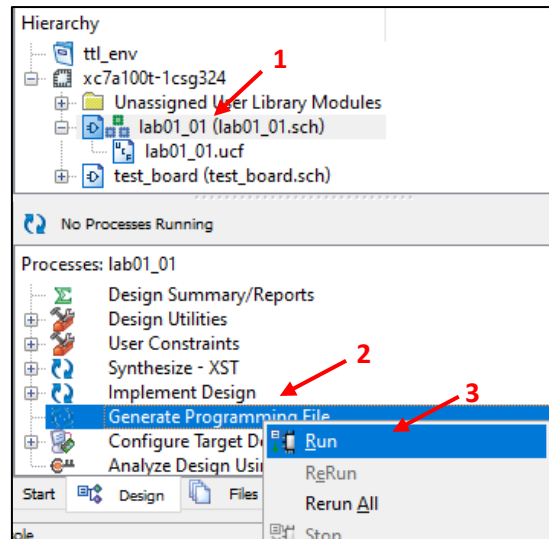 Hierarchy
ttl_env
1
xc7a100t-1csg324
Unassigned User Library Modules
lab01_01 (lab01_01.sch)
lab01_01.ucf
test_board (test_board.sch)
No Processes Running
Processes: lab01_01
Design Summary/Reports
Design Utilities
User Constraints
Synthesize - XST
2
Implement Design
3
Generate Programming File
Configure Target De
Run
Analyze Design Usi
ReRun
Start Design Files
Rerun All
Stop
ole